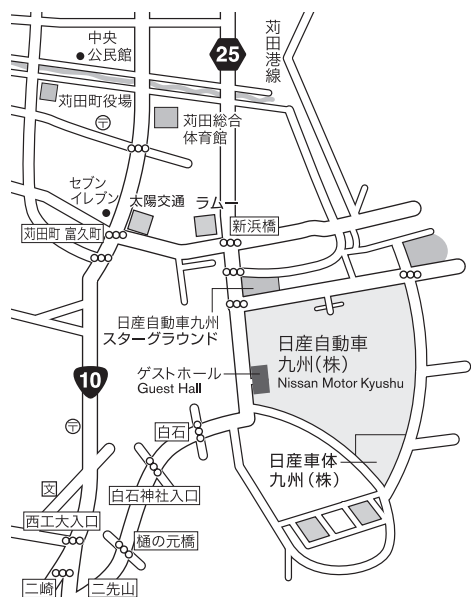 中央
公民館
25
苅田港線
苅田町役場
苅田総合
体育館
セブン
イレブン
太陽交通
ラムー
苅田町 富久町
新浜橋
日産自動車九州
スターグラウンド
日産自動車
九州(株)
Nissan Motor Kyushu
ゲストホール
Guest Hall
10
白石
日産車体
九州(株)
白石神社入口
文
西工大入口
樋の元橋
二崎
二先山